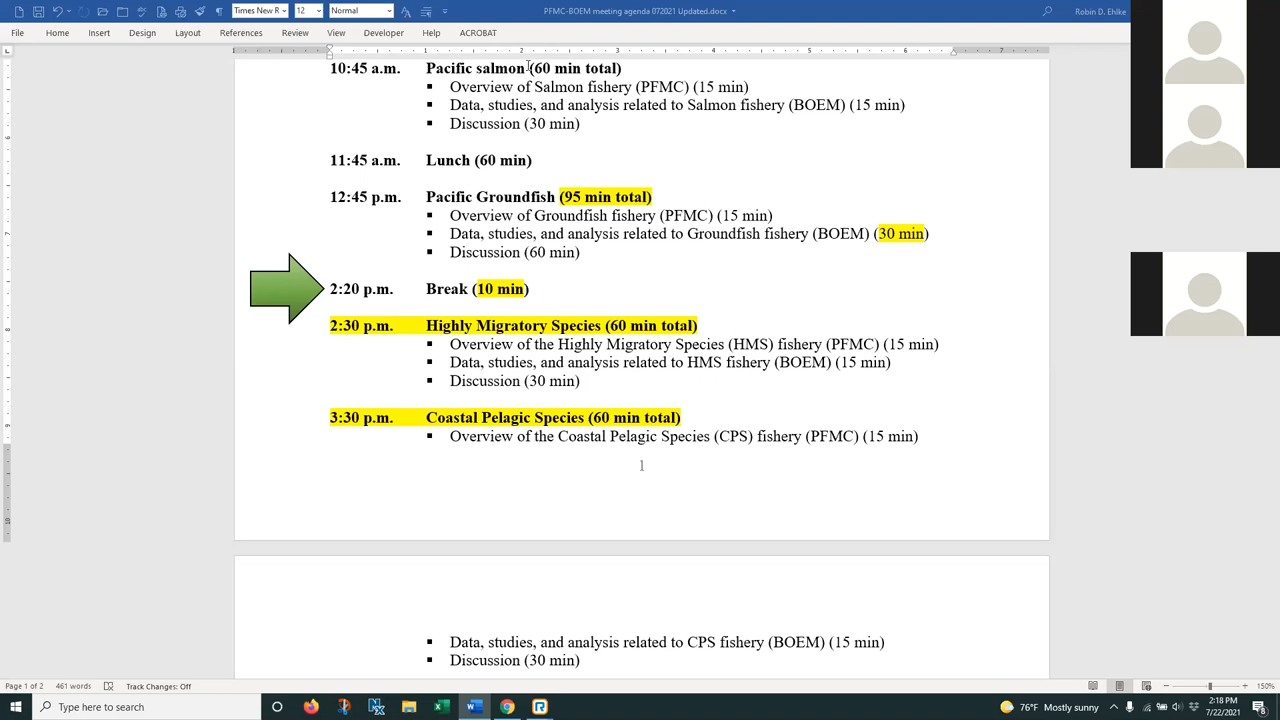 Times New R 12 Normal PFMC-BOEM meeting agenda 072021 Updated.docx Robin D. Ehlke
File Home Insert Design Layout References Review View Developer Help ACROBAT
10:45 a.m. Pacific salmon (60 min total)
▪ Overview of Salmon fishery (PFMC) (15 min)
▪ Data, studies, and analysis related to Salmon fishery (BOEM) (15 min)
▪ Discussion (30 min)
11:45 a.m. Lunch (60 min)
12:45 p.m. Pacific Groundfish (95 min total)
▪ Overview of Groundfish fishery (PFMC) (15 min)
▪ Data, studies, and analysis related to Groundfish fishery (BOEM) (30 min)
▪ Discussion (60 min)
2:20 p.m. Break (10 min)
2:30 p.m. Highly Migratory Species (60 min total)
▪ Overview of the Highly Migratory Species (HMS) fishery (PFMC) (15 min)
▪ Data, studies, and analysis related to HMS fishery (BOEM) (15 min)
▪ Discussion (30 min)
3:30 p.m. Coastal Pelagic Species (60 min total)
▪ Overview of the Coastal Pelagic Species (CPS) fishery (PFMC) (15 min)
1
▪ Data, studies, and analysis related to CPS fishery (BOEM) (15 min)
▪ Discussion (30 min)
Page 1 of 2 461 words Track Changes: Off 150%
Type here to search 76°F Mostly sunny 2:18 PM
7/22/2021